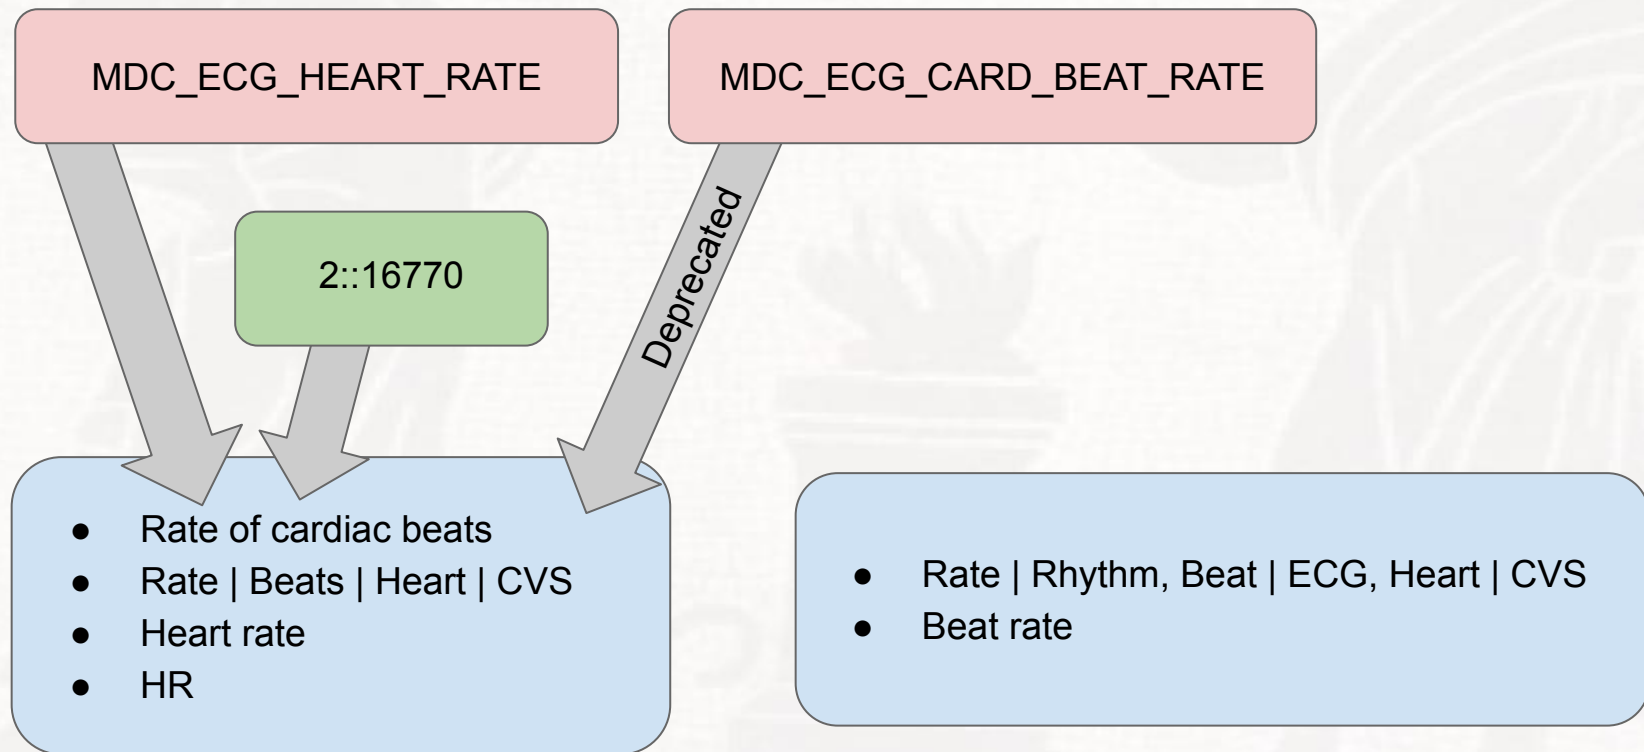 MDC_ECG_HEART_RATE
MDC_ECG_CARD_BEAT_RATE
2::16770
Deprecated
● Rate of cardiac beats
● Rate | Beats | Heart | CVS
● Heart rate
● HR
● Rate | Rhythm, Beat | ECG, Heart | CVS
● Beat rate